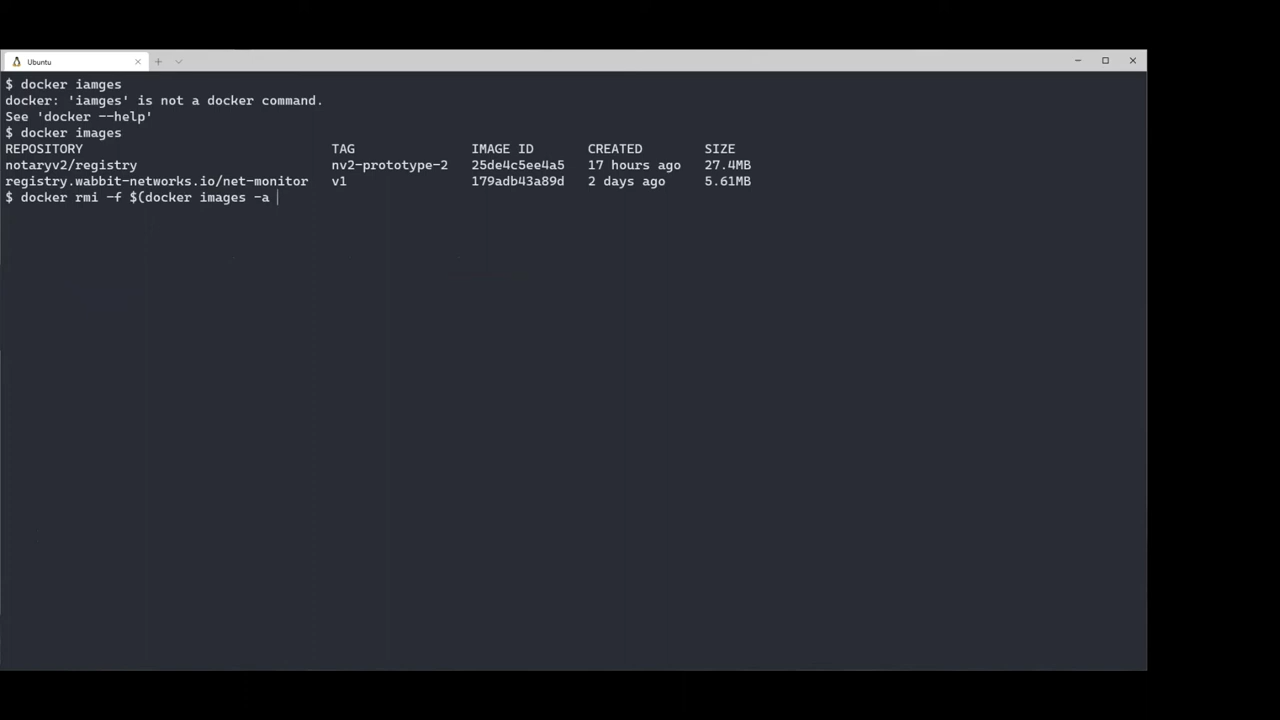 Ubuntu
$ docker iamges
docker: 'iamges' is not a docker command.
See 'docker --help'
$ docker images
REPOSITORY TAG IMAGE ID CREATED SIZE
notaryv2/registry nv2-prototype-2 25de4c5ee4a5 17 hours ago 27.4MB
registry.wabbit-networks.io/net-monitor v1 179adb43a89d 2 days ago 5.61MB
$ docker rmi -f $(docker images -a